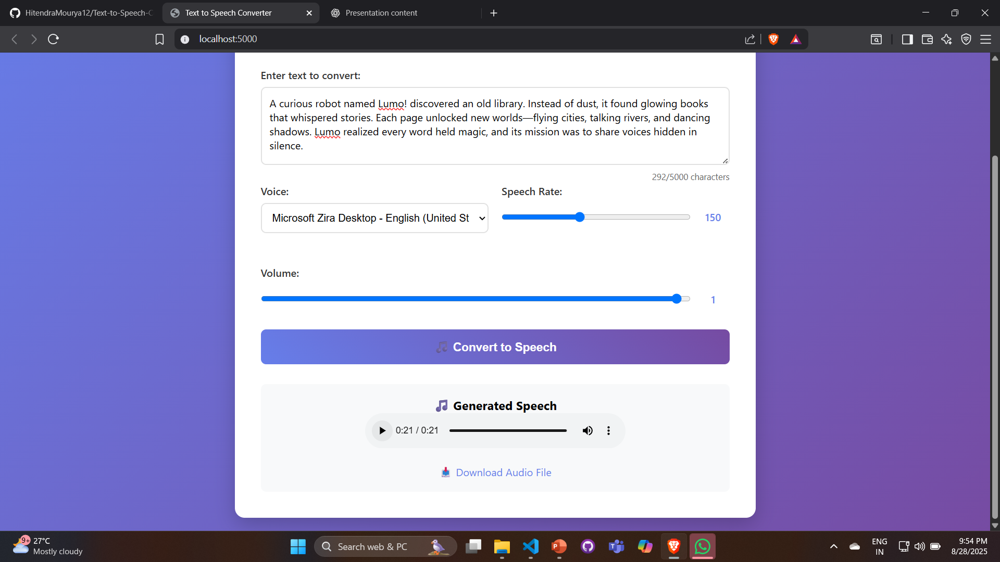 HitendraMourya12/Text-to-Speech-C
Text to Speech Converter
Presentation content
localhost:5000
Enter text to convert:
A curious robot named Lumo! discovered an old library. Instead of dust, it found glowing books
that whispered stories. Each page unlocked new worlds—flying cities, talking rivers, and dancing
shadows. Lumo realized every word held magic, and its mission was to share voices hidden in
silence.
292/5000 characters
Voice:
Speech Rate:
Microsoft Zira Desktop - English (United St
150
Volume:
1
🎵 Convert to Speech
🎵 Generated Speech
0:21 / 0:21
📥 Download Audio File
9+
27°C
Mostly cloudy
Search web & PC
ENG
IN
9:54 PM
8/28/2025